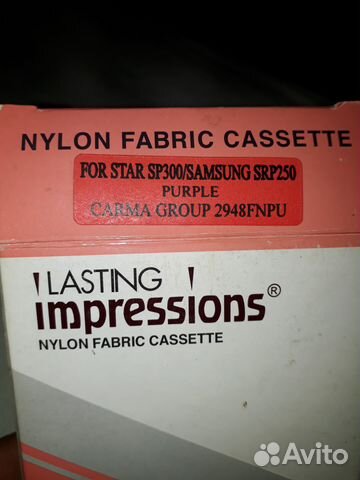 NYLON FABRIC CASSETTE
FOR STAR SP300/SAMSUNG SRP250
PURPLE
CARMA GROUP 2948FNPU
LASTING
impressions®
NYLON FABRIC CASSETTE
Avito